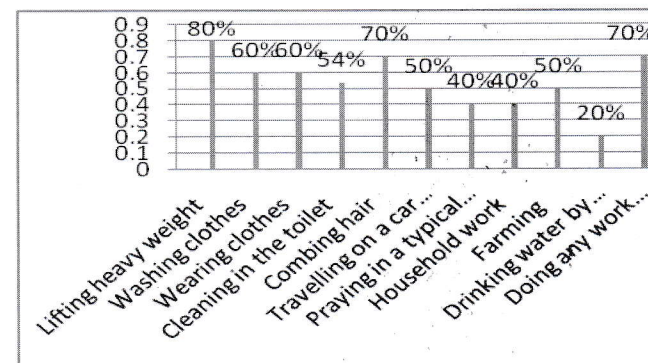 0.9
0.8
0.7
0.6
0.5
0.4
0.3
0.2
0.1
0
80%
60%
60%
54%
70%
50%
40%
40%
50%
20%
70%
Lifting heavy weight
Washing clothes
Wearing clothes
Cleaning in the toilet
Combing hair
Travelling on a car...
Praying in a typical...
Household work
Farming
Drinking water by...
Doing any work...